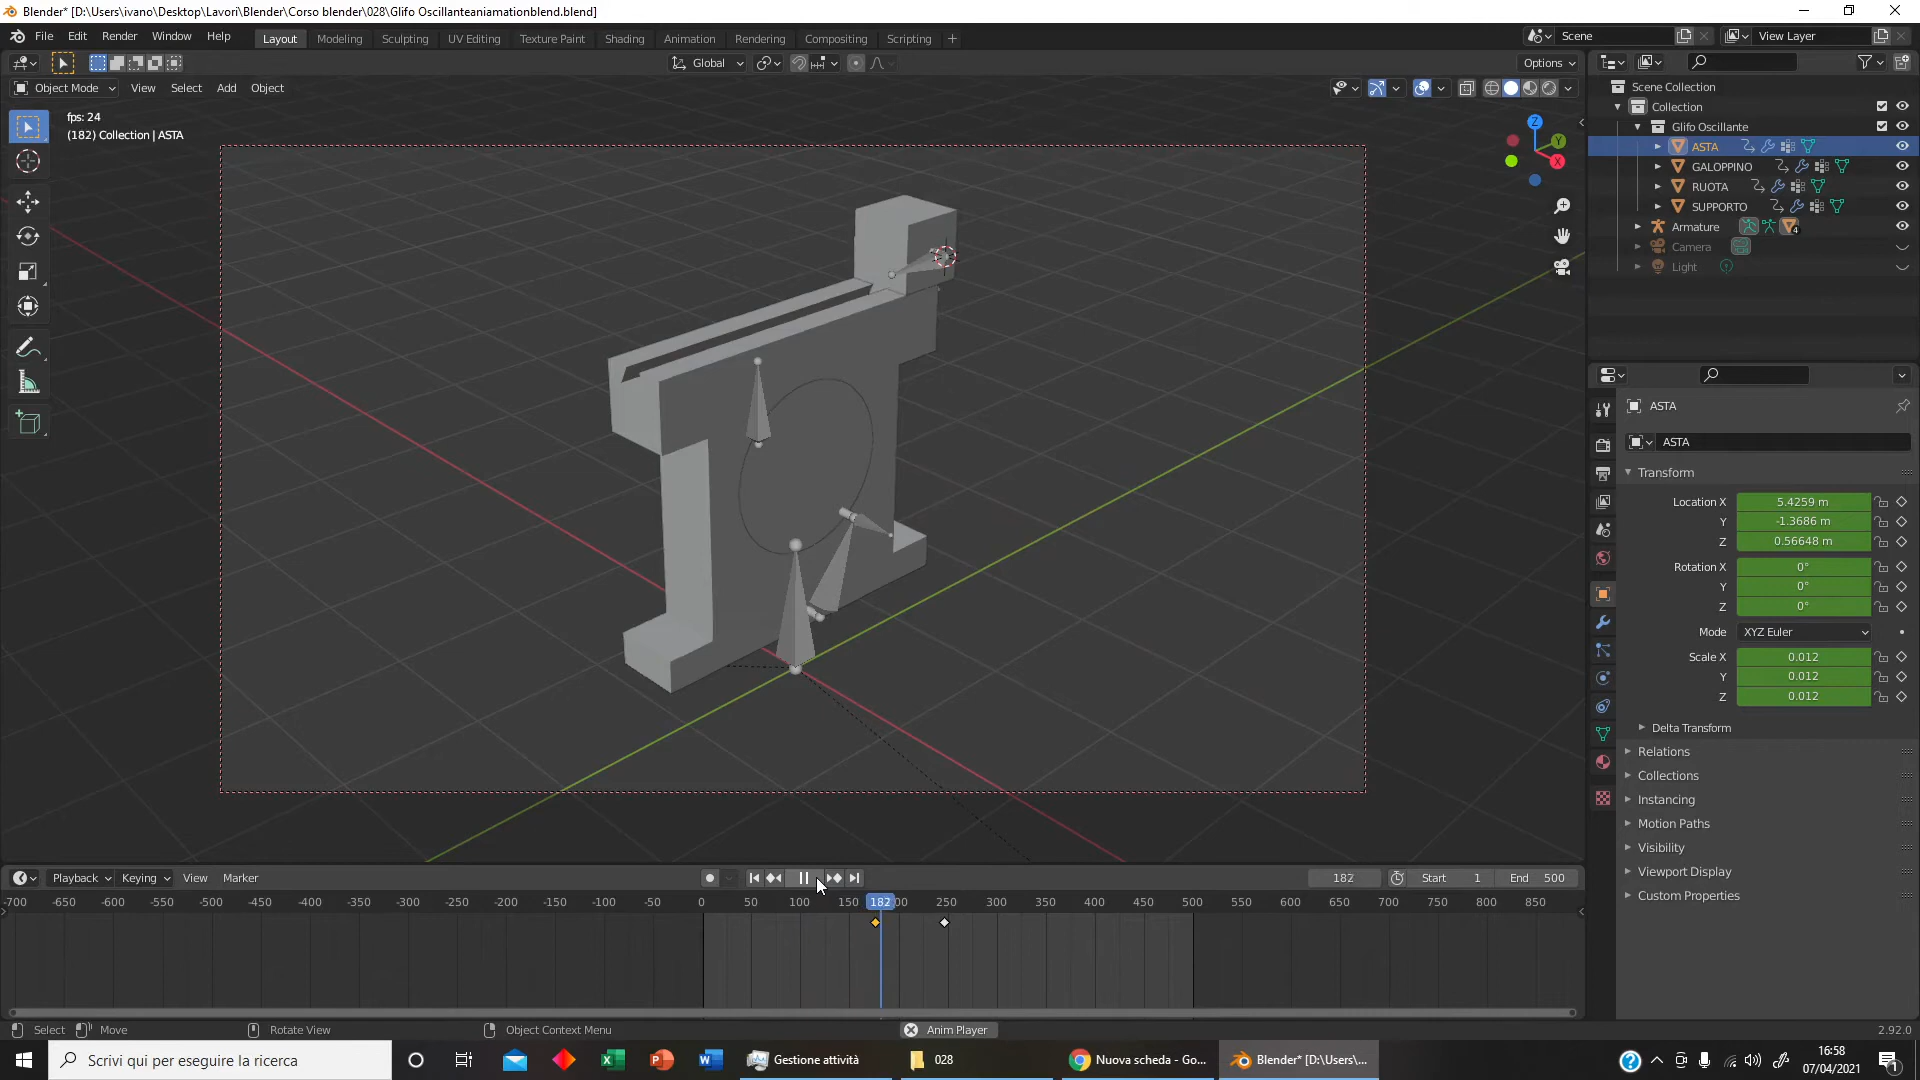 Blender* [D:\Users\ivano\Desktop\Lavori\Blender\Corso blender\028\Glifo Oscillanteaniamationblend.blend]
File Edit Render Window Help
Layout Modeling Sculpting UV Editing Texture Paint Shading Animation Rendering Compositing Scripting +
Scene View Layer
Global Options
Object Mode View Select Add Object
fps: 24
(182) Collection | ASTA
Z
Y
X
Scene Collection
Collection
Glifo Oscillante
ASTA
GALOPPINO
RUOTA
SUPPORTO
Armature 4
Camera
Light
ASTA
ASTA
Transform
Location X 5.4259 m
Y -1.3686 m
Z 0.56648 m
Rotation X 0°
Y 0°
Z 0°
Mode XYZ Euler
Scale X 0.012
Y 0.012
Z 0.012
Delta Transform
Relations
Collections
Instancing
Motion Paths
Visibility
Viewport Display
Custom Properties
Playback Keying View Marker 182 Start 1 End 500
-700 -650 -600 -550 -500 -450 -400 -350 -300 -250 -200 -150 -100 -50 0 50 100 150 182 00 250 300 350 400 450 500 550 600 650 700 750 800 850
Select Move Rotate View Object Context Menu Anim Player 2.92.0
Scrivi qui per eseguire la ricerca Gestione attività 028 Nuova scheda - Go... Blender* [D:\Users\... 16:58
07/04/2021 1